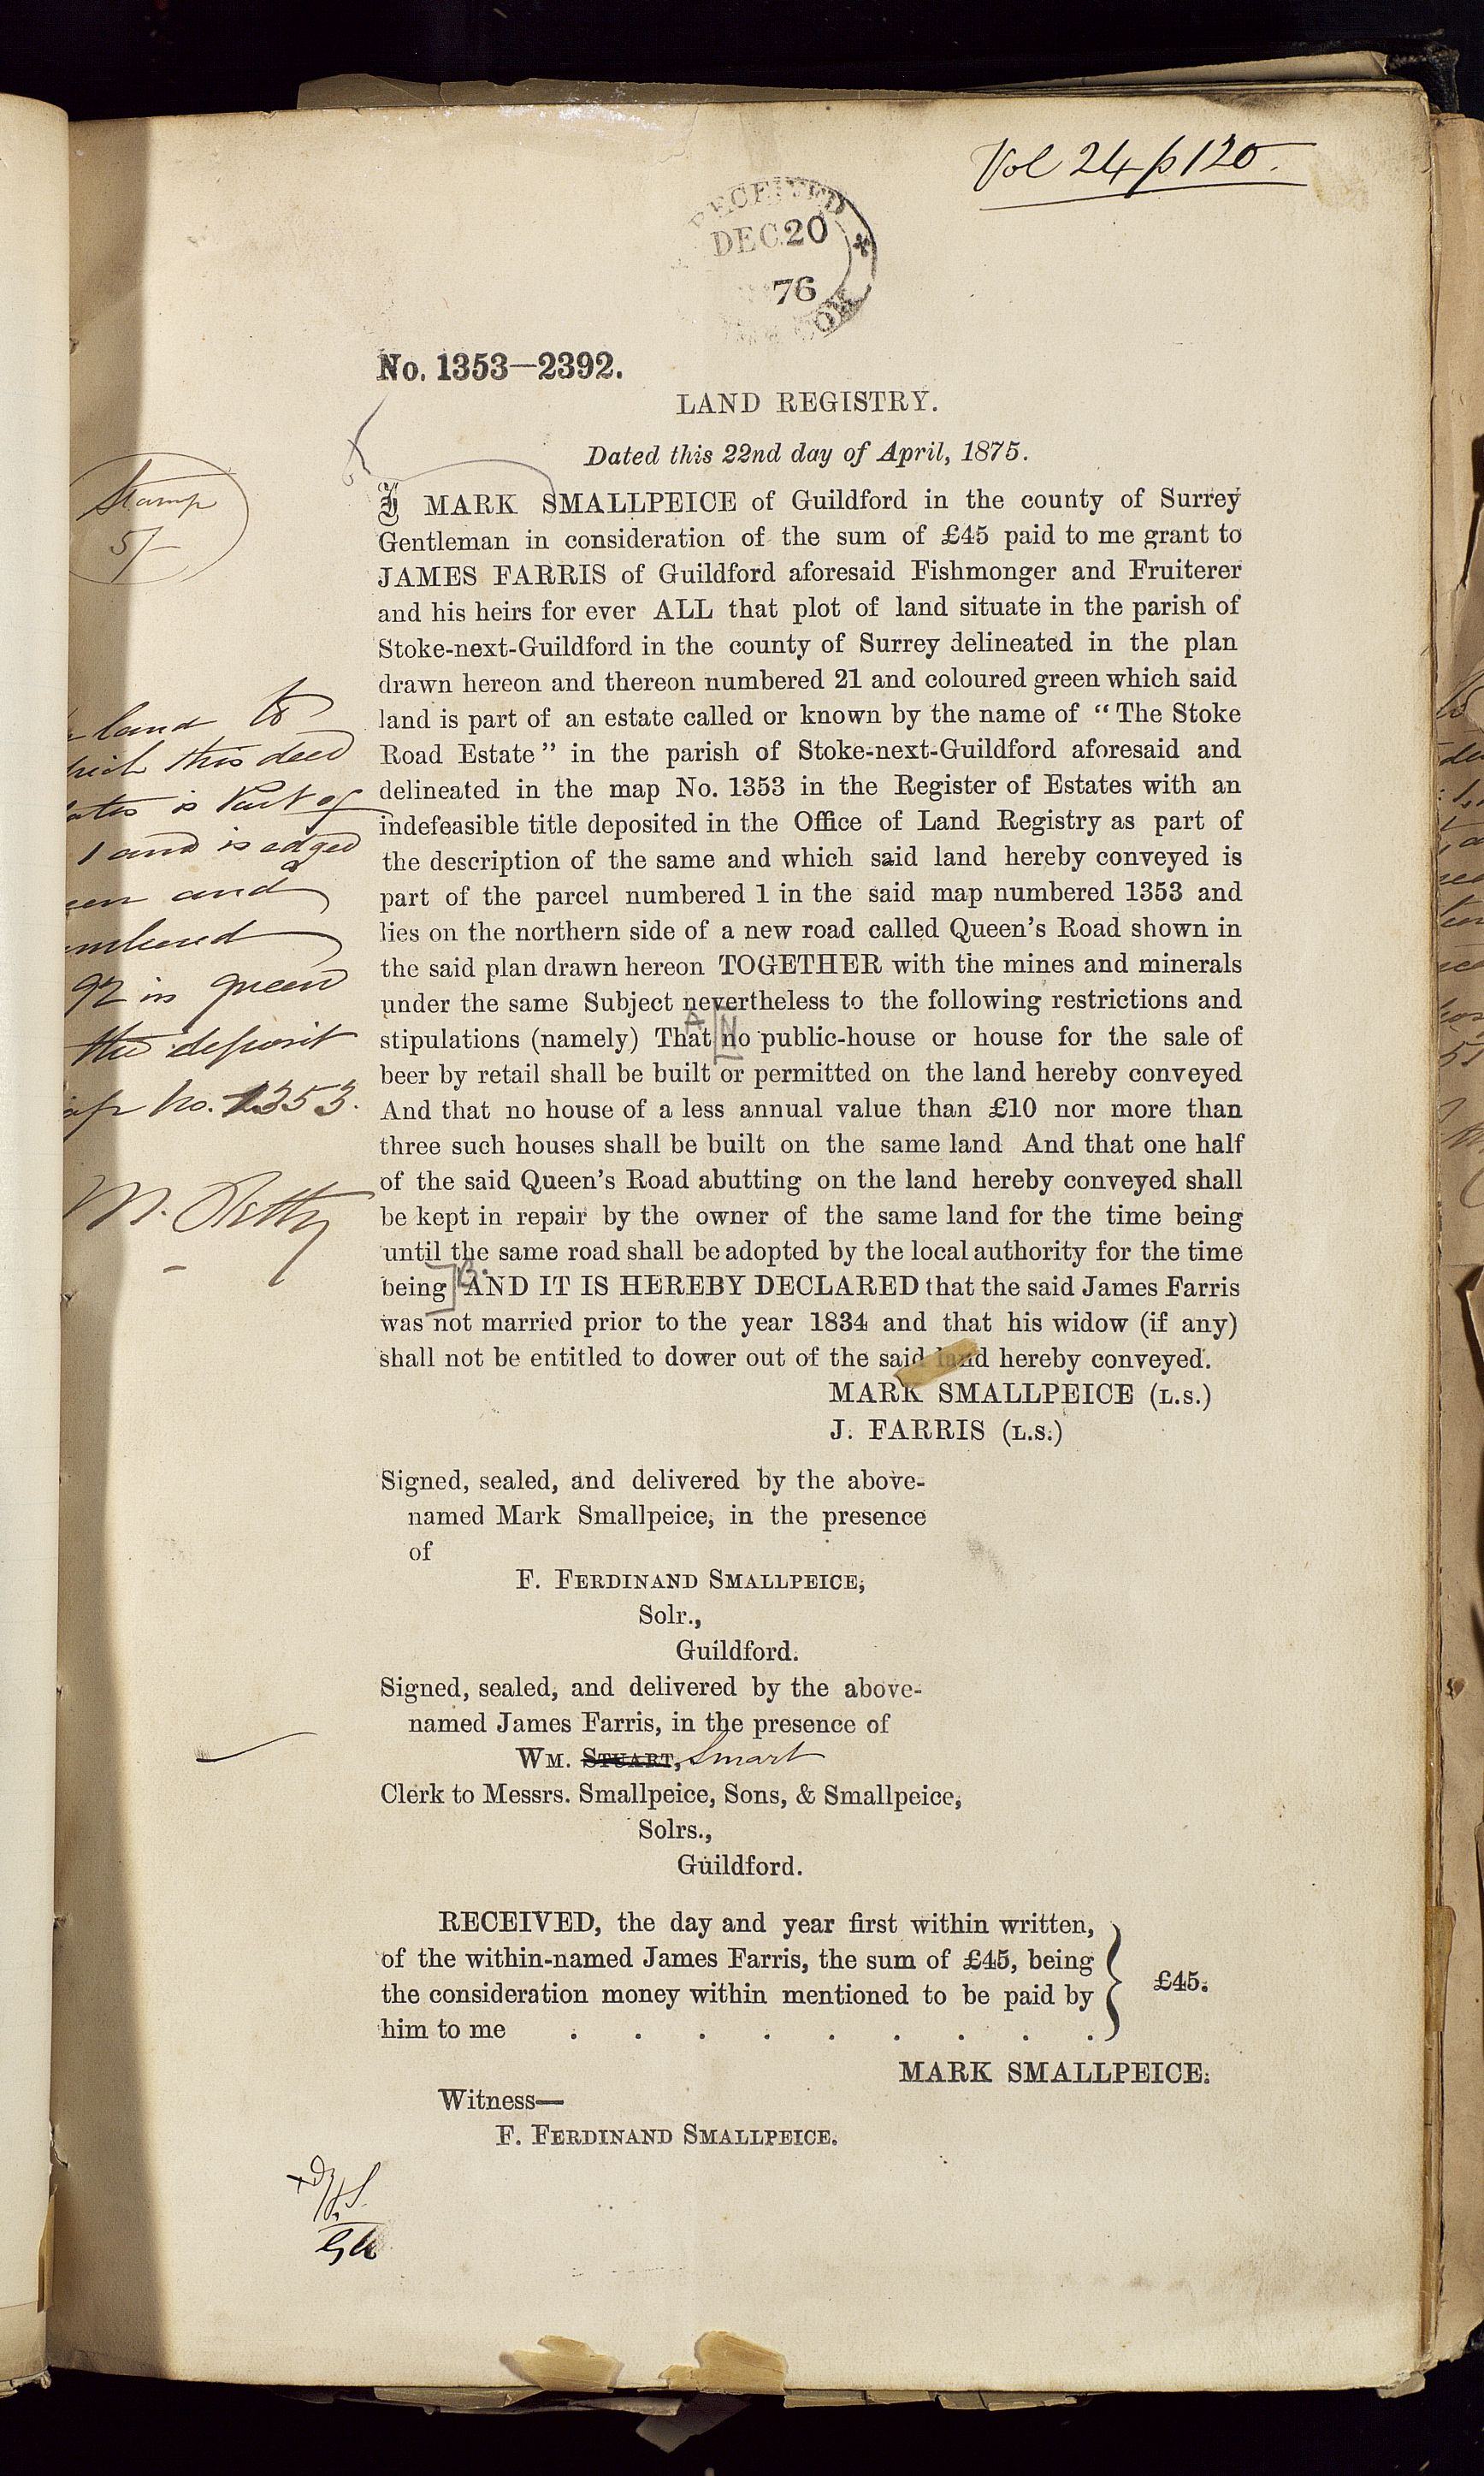 Vol 24 p 120.
RECEIVED
DEC 20
76
No. 1353—2392.
LAND REGISTRY.
Dated this 22nd day of April, 1875.
Stamp
5/-
I MARK SMALLPEICE of Guildford in the county of Surrey
Gentleman in consideration of the sum of £45 paid to me grant to
JAMES FARRIS of Guildford aforesaid Fishmonger and Fruiterer
and his heirs for ever ALL that plot of land situate in the parish of
Stoke-next-Guildford in the county of Surrey delineated in the plan
drawn hereon and thereon numbered 21 and coloured green which said
land is part of an estate called or known by the name of “The Stoke
Road Estate” in the parish of Stoke-next-Guildford aforesaid and
delineated in the map No. 1353 in the Register of Estates with an
indefeasible title deposited in the Office of Land Registry as part of
the description of the same and which said land hereby conveyed is
part of the parcel numbered 1 in the said map numbered 1353 and
lies on the northern side of a new road called Queen’s Road shown in
the said plan drawn hereon TOGETHER with the mines and minerals
under the same Subject nevertheless to the following restrictions and
A N
stipulations (namely) That no public-house or house for the sale of
beer by retail shall be built or permitted on the land hereby conveyed
And that no house of a less annual value than £10 nor more than
three such houses shall be built on the same land And that one half
of the said Queen’s Road abutting on the land hereby conveyed shall
be kept in repair by the owner of the same land for the time being
until the same road shall be adopted by the local authority for the time
being] B. AND IT IS HEREBY DECLARED that the said James Farris
was not married prior to the year 1834 and that his widow (if any)
shall not be entitled to dower out of the said land hereby conveyed.
land to
which this deed
is Part of
1 and is edged
and
92 in green
the deposit
No. 1353.
MARK SMALLPEICE (L.S.)
J. FARRIS (L.S.)
Signed, sealed, and delivered by the above-
named Mark Smallpeice, in the presence
of
F. FERDINAND SMALLPEICE,
Solr.,
Guildford.
Signed, sealed, and delivered by the above-
named James Farris, in the presence of
WM. STUART, Smart
Clerk to Messrs. Smallpeice, Sons, & Smallpeice,
Solrs.,
Guildford.
RECEIVED, the day and year first within written,
of the within-named James Farris, the sum of £45, being
the consideration money within mentioned to be paid by
him to me . . . . . . . . .
£45.
MARK SMALLPEICE.
Witness—
F. FERDINAND SMALLPEICE.